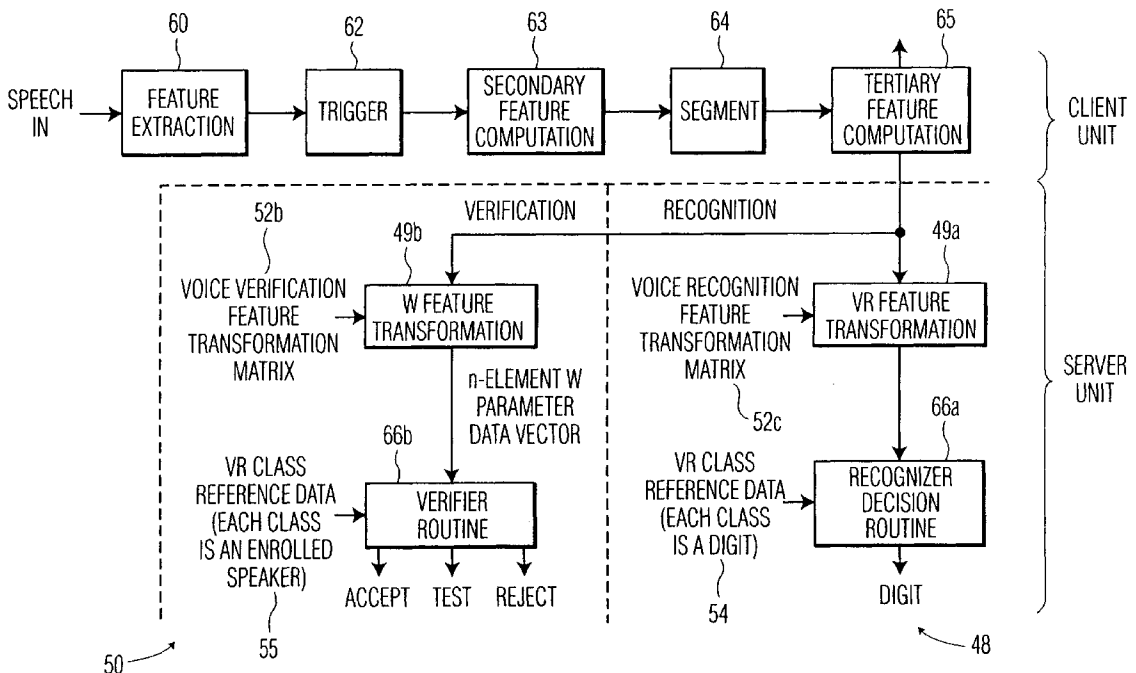 60
62
63
64
65
SPEECH
IN
FEATURE
EXTRACTION
TRIGGER
SECONDARY
FEATURE
COMPUTATION
SEGMENT
TERTIARY
FEATURE
COMPUTATION
CLIENT
UNIT
52b
VERIFICATION
RECOGNITION
49b
49a
VOICE VERIFICATION
FEATURE
TRANSFORMATION
MATRIX
W FEATURE
TRANSFORMATION
VOICE RECOGNITION
FEATURE
TRANSFORMATION
MATRIX
VR FEATURE
TRANSFORMATION
SERVER
UNIT
n-ELEMENT W
PARAMETER
DATA VECTOR
52c
66b
66a
VR CLASS
REFERENCE DATA
(EACH CLASS
IS AN ENROLLED
SPEAKER)
VERIFIER
ROUTINE
VR CLASS
REFERENCE DATA
(EACH CLASS
IS A DIGIT)
RECOGNIZER
DECISION
ROUTINE
ACCEPT
TEST
REJECT
DIGIT
55
54
50
48